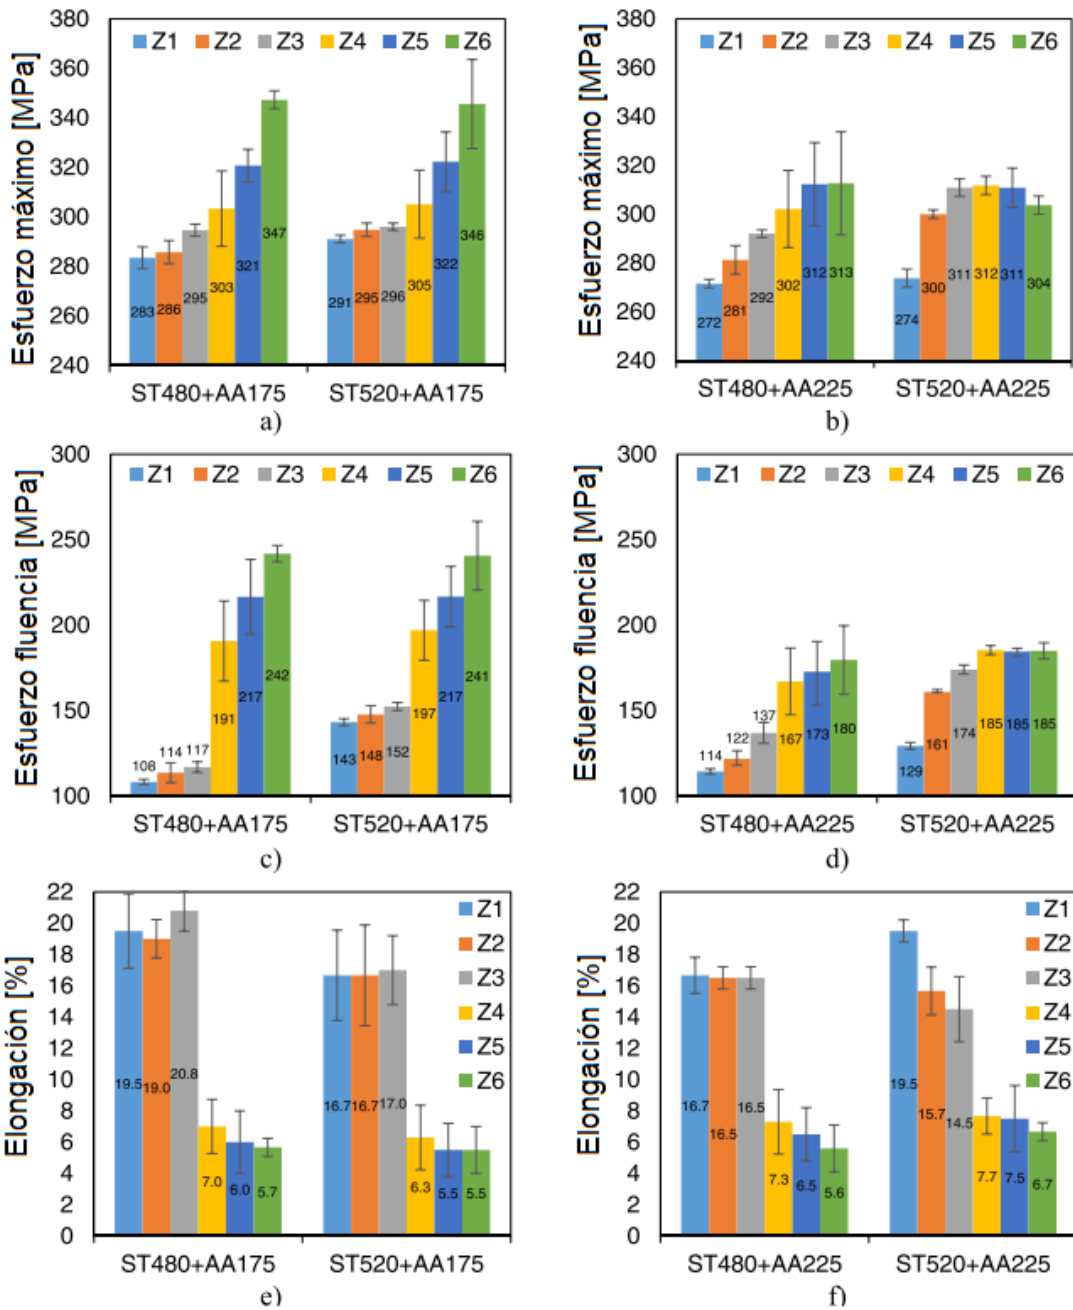 Esfuerzo máximo [MPa]
380
360
340
320
300
280
260
240
Z1 Z2 Z3 Z4 Z5 Z6
283 286 295 303 321 347
291 295 296 305 322 346
ST480+AA175 ST520+AA175
a)
Esfuerzo máximo [MPa]
380
360
340
320
300
280
260
240
Z1 Z2 Z3 Z4 Z5 Z6
272 281 292 302 312 313
274 300 311 312 311 304
ST480+AA225 ST520+AA225
b)
Esfuerzo fluencia [MPa]
300
250
200
150
100
Z1 Z2 Z3 Z4 Z5 Z6
108 114 117 191 217 242
143 148 152 197 217 241
ST480+AA175 ST520+AA175
c)
Esfuerzo fluencia [MPa]
300
250
200
150
100
Z1 Z2 Z3 Z4 Z5 Z6
114 122 137 167 173 180
129 161 174 185 185 185
ST480+AA225 ST520+AA225
d)
Elongación [%]
22
20
18
16
14
12
10
8
6
4
2
0
Z1
Z2
Z3
Z4
Z5
Z6
19.5 19.0 20.8 7.0 6.0 5.7
16.7 16.7 17.0 6.3 5.5 5.5
ST480+AA175 ST520+AA175
e)
Elongación [%]
22
20
18
16
14
12
10
8
6
4
2
0
Z1
Z2
Z3
Z4
Z5
Z6
16.7 16.5 16.5 7.3 6.5 5.6
19.5 15.7 14.5 7.7 7.5 6.7
ST480+AA225 ST520+AA225
f)